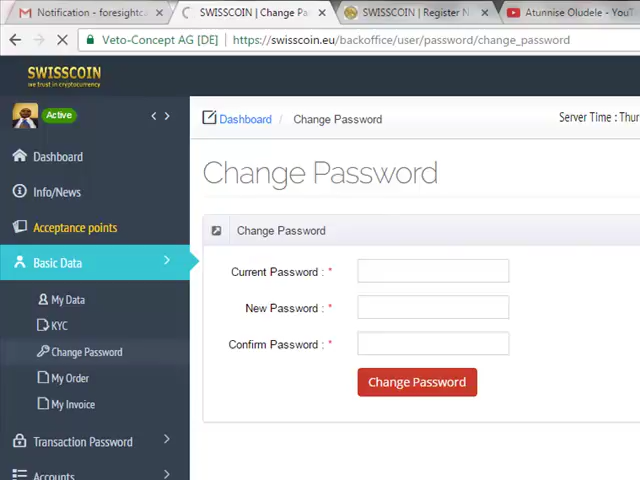 Notification - foresightc
SWISSCOIN | Change Pa
SWISSCOIN | Register N
Atunnise Oludele - YouT
Veto-Concept AG [DE]
https://swisscoin.eu/backoffice/user/password/change_password
SWISSCOIN
we trust in cryptocurrency
Active
Dashboard / Change Password
Server Time : Thur
Dashboard
Info/News
Acceptance points
Basic Data
My Data
KYC
Change Password
My Order
My Invoice
Transaction Password
Accounts
Change Password
Change Password
Current Password : *
New Password : *
Confirm Password : *
Change Password